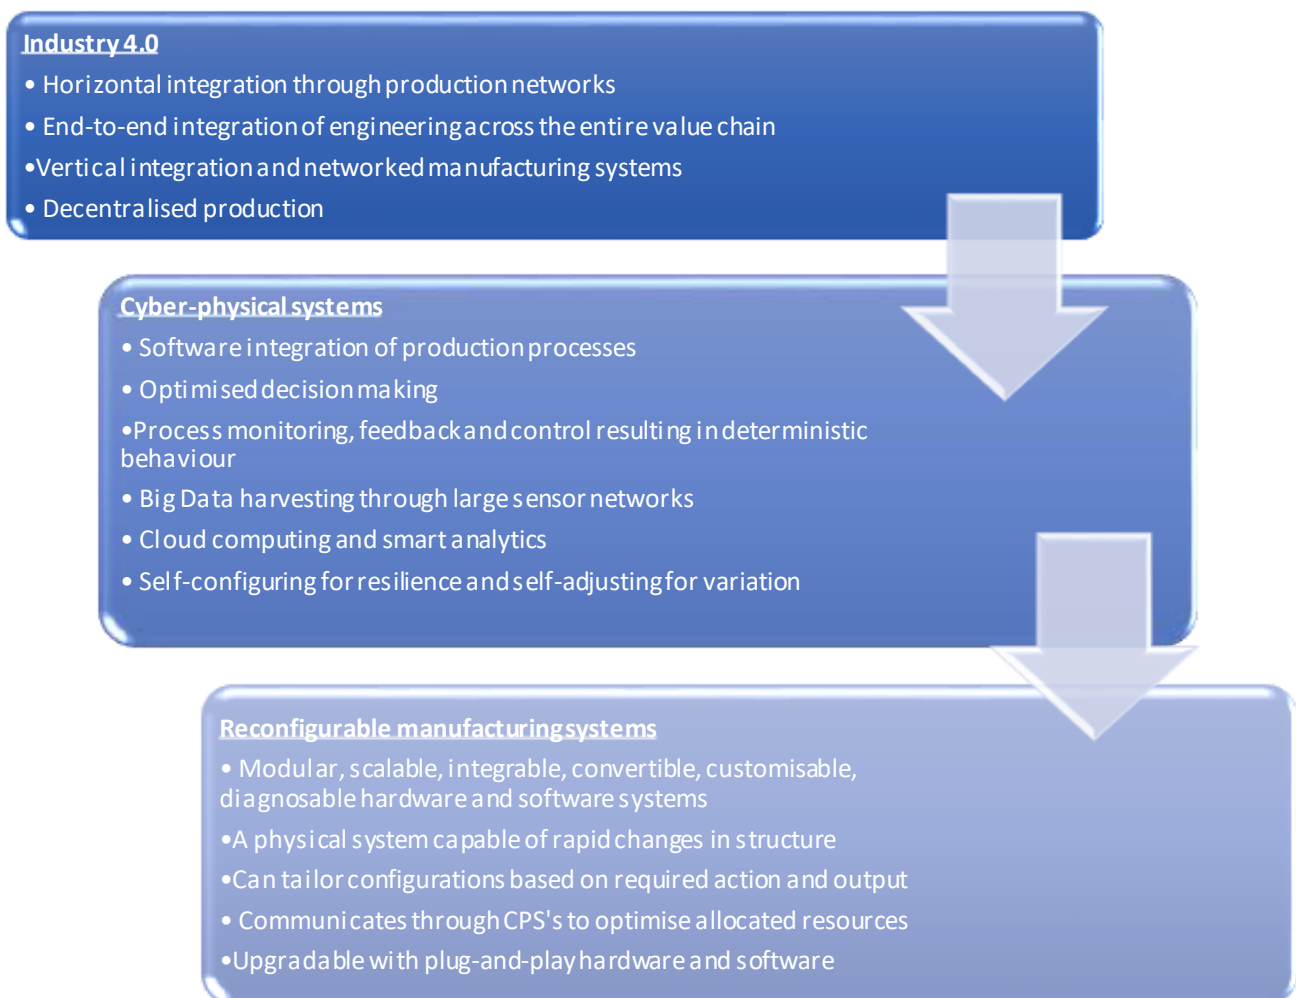 Industry 4.0
• Horizontal integration through production networks
• End-to-end integration of engineering across the entire value chain
•Vertical integration and networked manufacturing systems
• Decentralised production
Cyber-physical systems
• Software integration of production processes
• Optimised decision making
•Process monitoring, feedback and control resulting in deterministic
behaviour
• Big Data harvesting through large sensor networks
• Cloud computing and smart analytics
• Self-configuring for resilience and self-adjusting for variation
Reconfigurable manufacturing systems
• Modular, scalable, integrable, convertible, customisable,
diagnosable hardware and software systems
•A physical system capable of rapid changes in structure
•Can tailor configurations based on required action and output
• Communicates through CPS's to optimise allocated resources
•Upgradable with plug-and-play hardware and software